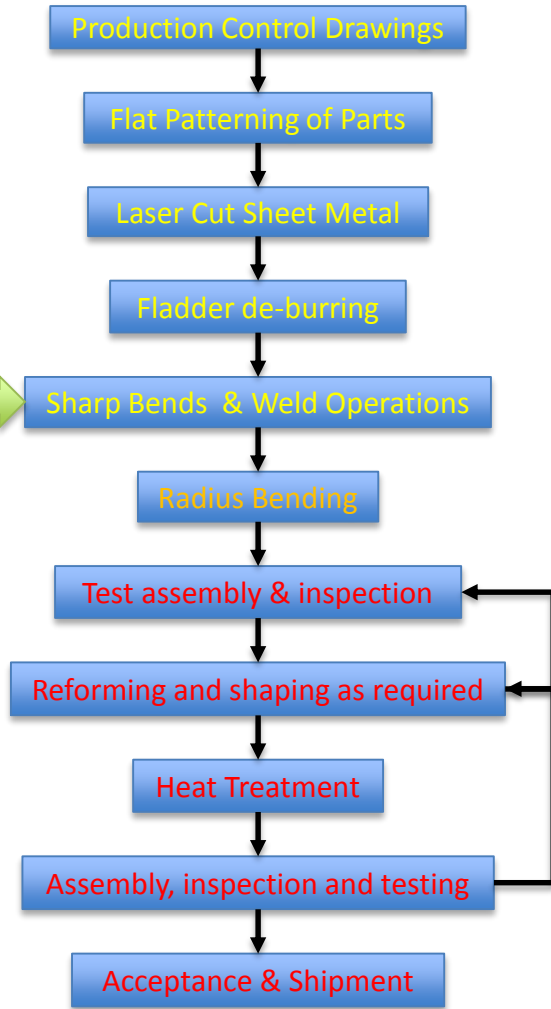 Production Control Drawings
Flat Patterning of Parts
Laser Cut Sheet Metal
Fladder de-burring
Sharp Bends & Weld Operations
Radius Bending
Test assembly & inspection
Reforming and shaping as required
Heat Treatment
Assembly, inspection and testing
Acceptance & Shipment